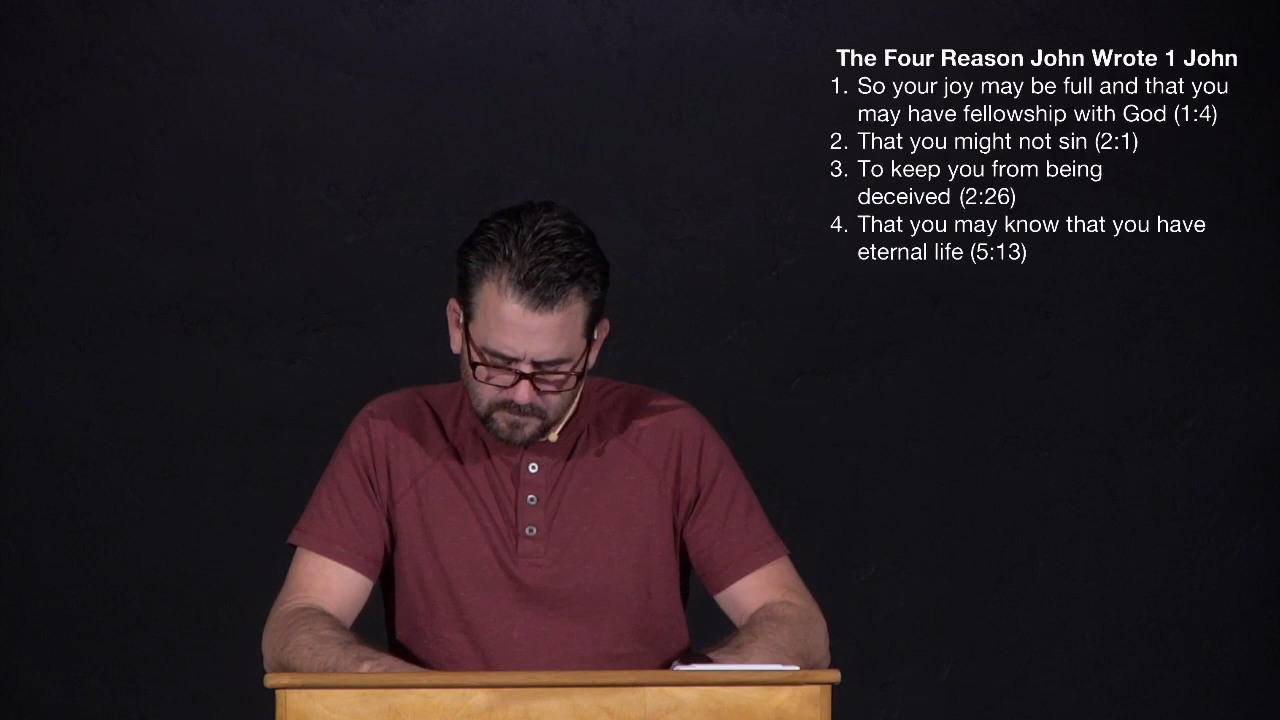 The Four Reason John Wrote 1 John
1. So your joy may be full and that you
may have fellowship with God (1:4)
2. That you might not sin (2:1)
3. To keep you from being
deceived (2:26)
4. That you may know that you have
eternal life (5:13)